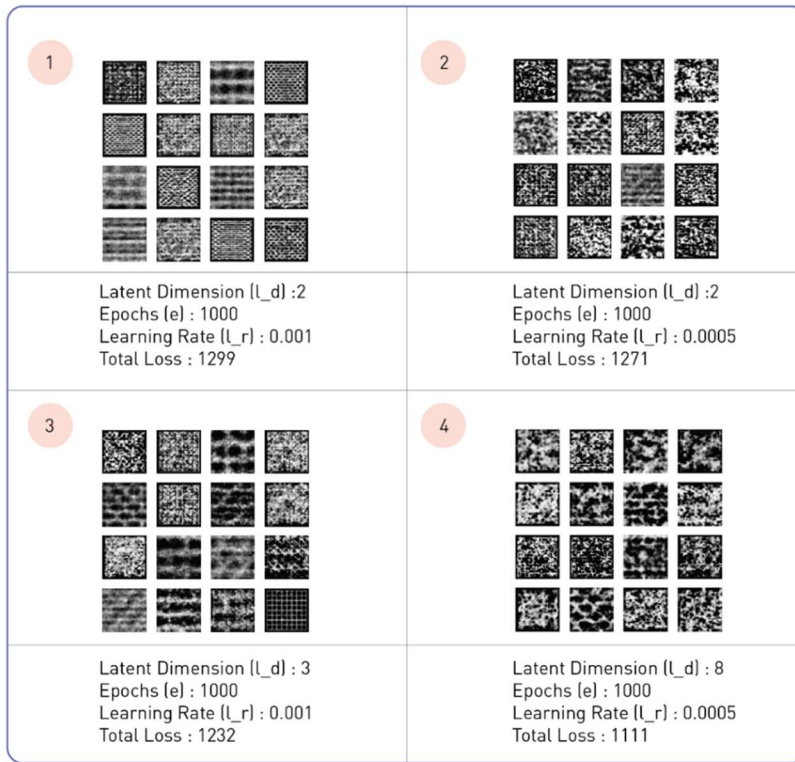 1
2
Latent Dimension (l_d) :2
Epochs (e) : 1000
Learning Rate (l_r) : 0.001
Total Loss : 1299
Latent Dimension (l_d) :2
Epochs (e) : 1000
Learning Rate (l_r) : 0.0005
Total Loss : 1271
3
4
Latent Dimension (l_d) : 3
Epochs (e) : 1000
Learning Rate (l_r) : 0.001
Total Loss : 1232
Latent Dimension (l_d) : 8
Epochs (e) : 1000
Learning Rate (l_r) : 0.0005
Total Loss : 1111